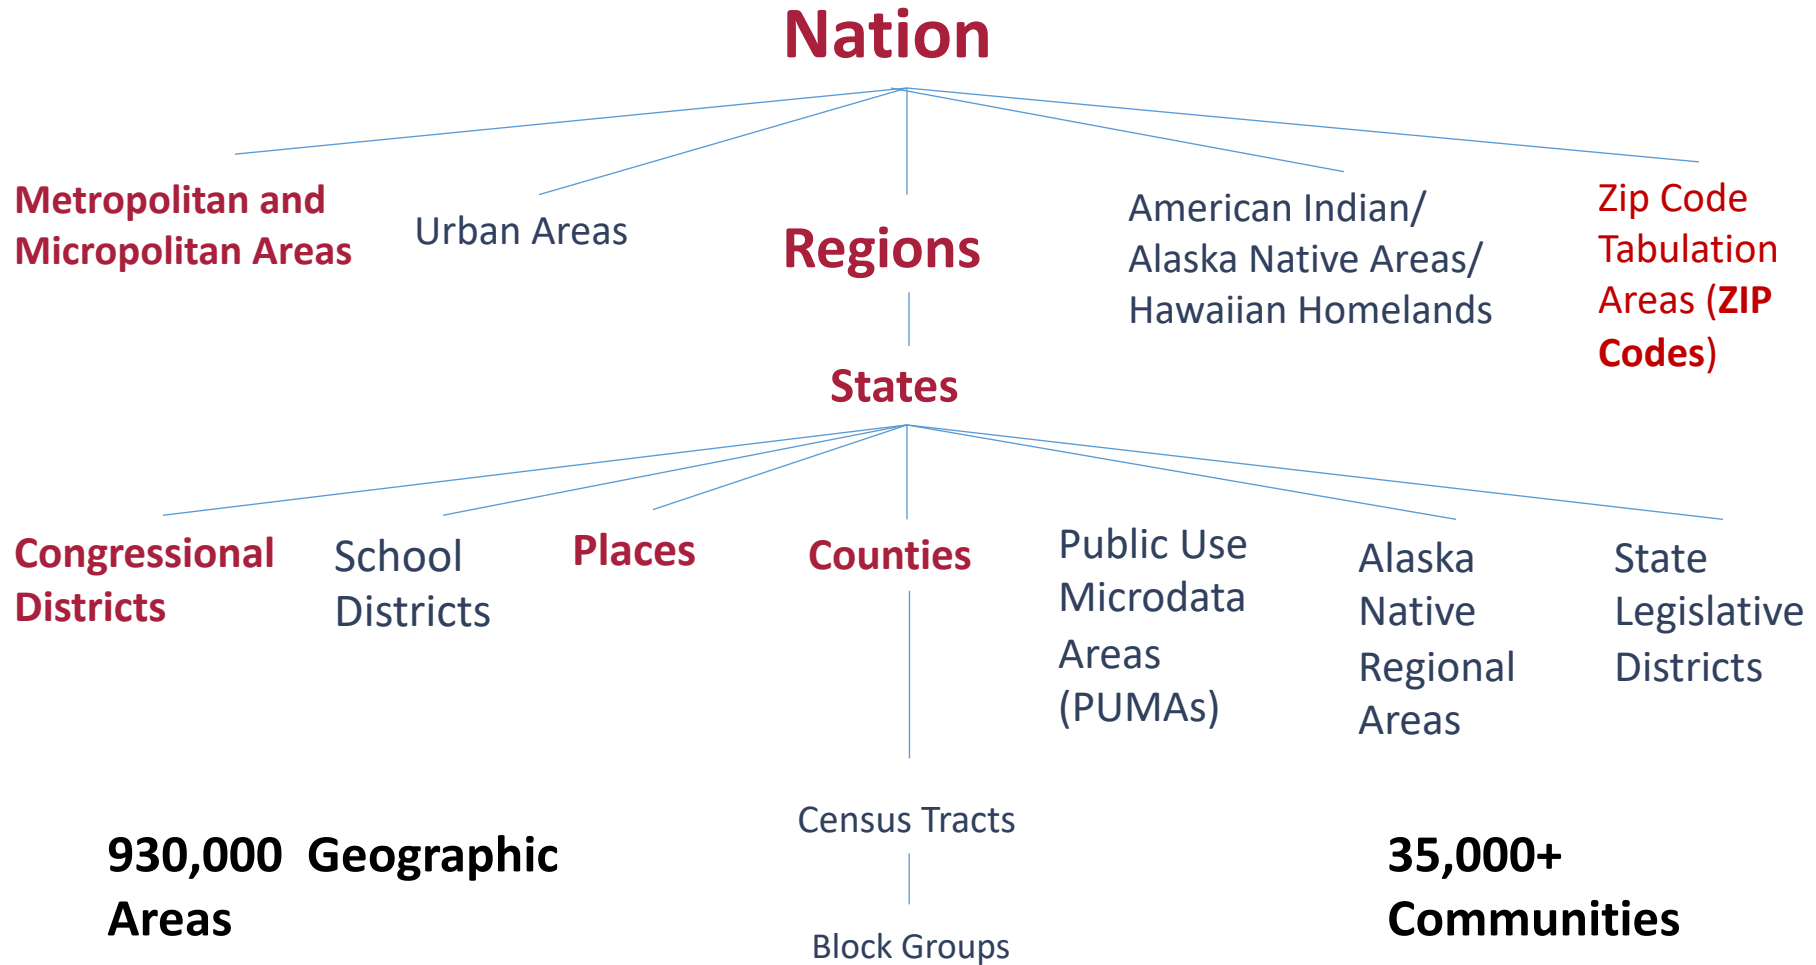 Nation
Metropolitan and
Micropolitan Areas
Urban Areas
Regions
American Indian/
Alaska Native Areas/
Hawaiian Homelands
Zip Code
Tabulation
Areas (ZIP
Codes)
States
Congressional
Districts
School
Districts
Places
Counties
Public Use
Microdata
Areas
(PUMAs)
Alaska
Native
Regional
Areas
State
Legislative
Districts
Census Tracts
Block Groups
930,000  Geographic
Areas
35,000+
Communities